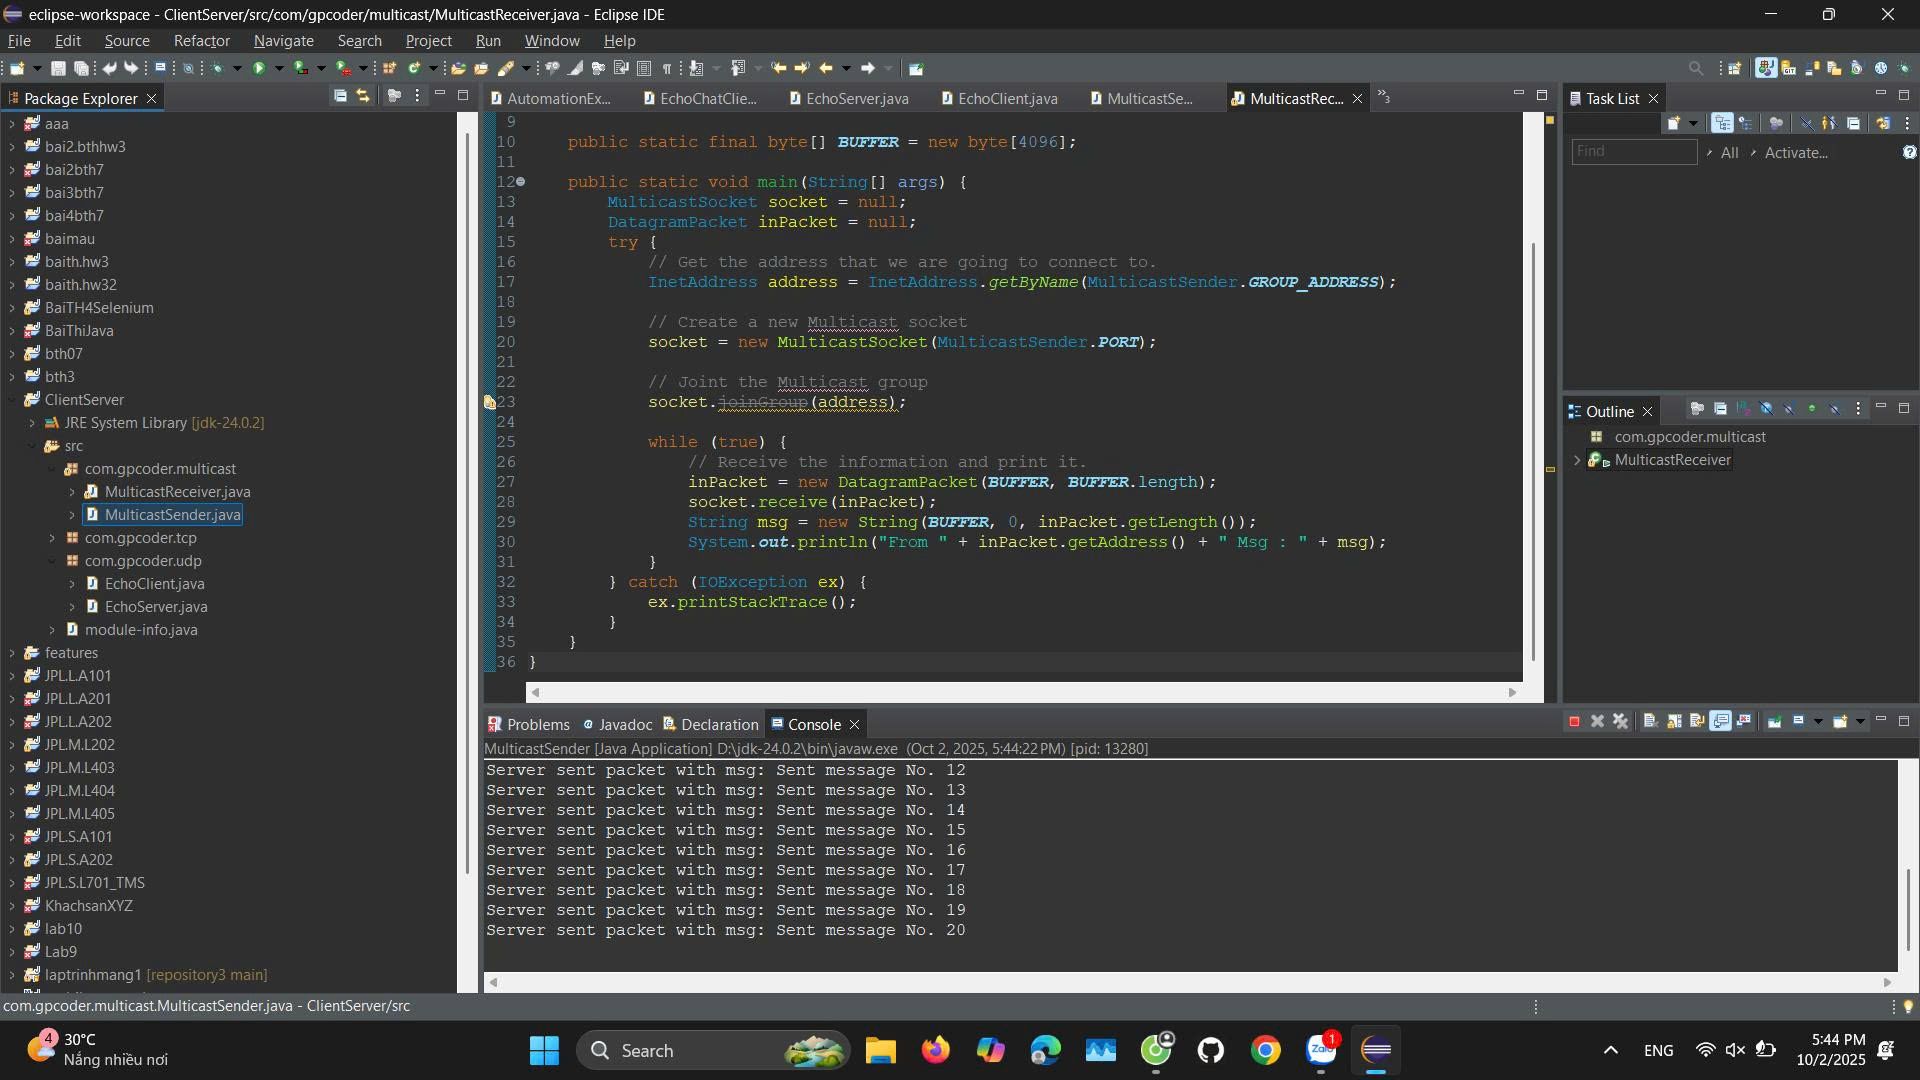 eclipse-workspace - ClientServer/src/com/gpcoder/multicast/MulticastReceiver.java - Eclipse IDE
File Edit Source Refactor Navigate Search Project Run Window Help
Package Explorer
aaa
bai2.bthhw3
bai2bth7
bai3bth7
bai4bth7
baimau
baith.hw3
baith.hw32
BaiTH4Selenium
BaiThiJava
bth07
bth3
ClientServer
JRE System Library [jdk-24.0.2]
src
com.gpcoder.multicast
MulticastReceiver.java
MulticastSender.java
com.gpcoder.tcp
com.gpcoder.udp
EchoClient.java
EchoServer.java
module-info.java
features
JPL.L.A101
JPL.L.A201
JPL.L.A202
JPL.M.L202
JPL.M.L403
JPL.M.L404
JPL.M.L405
JPL.S.A101
JPL.S.A202
JPL.S.L701_TMS
KhachsanXYZ
lab10
Lab9
laptrinhmang1 [repository3 main]
AutomationEx... EchoChatClie... EchoServer.java EchoClient.java MulticastSe... MulticastRec... 3
9
10 public static final byte[] BUFFER = new byte[4096];
11
12 public static void main(String[] args) {
13 MulticastSocket socket = null;
14 DatagramPacket inPacket = null;
15 try {
16 // Get the address that we are going to connect to.
17 InetAddress address = InetAddress.getByName(MulticastSender.GROUP_ADDRESS);
18
19 // Create a new Multicast socket
20 socket = new MulticastSocket(MulticastSender.PORT);
21
22 // Joint the Multicast group
23 socket.joinGroup(address);
24
25 while (true) {
26 // Receive the information and print it.
27 inPacket = new DatagramPacket(BUFFER, BUFFER.length);
28 socket.receive(inPacket);
29 String msg = new String(BUFFER, 0, inPacket.getLength());
30 System.out.println("From " + inPacket.getAddress() + " Msg : " + msg);
31 }
32 } catch (IOException ex) {
33 ex.printStackTrace();
34 }
35 }
36 }
Problems Javadoc Declaration Console
MulticastSender [Java Application] D:\jdk-24.0.2\bin\javaw.exe (Oct 2, 2025, 5:44:22 PM) [pid: 13280]
Server sent packet with msg: Sent message No. 12
Server sent packet with msg: Sent message No. 13
Server sent packet with msg: Sent message No. 14
Server sent packet with msg: Sent message No. 15
Server sent packet with msg: Sent message No. 16
Server sent packet with msg: Sent message No. 17
Server sent packet with msg: Sent message No. 18
Server sent packet with msg: Sent message No. 19
Server sent packet with msg: Sent message No. 20
Task List
Find All Activate...
Outline
com.gpcoder.multicast
MulticastReceiver
com.gpcoder.multicast.MulticastSender.java - ClientServer/src
4
30°C
Nắng nhiều nơi
Search
Zalo
1
ENG
5:44 PM
10/2/2025